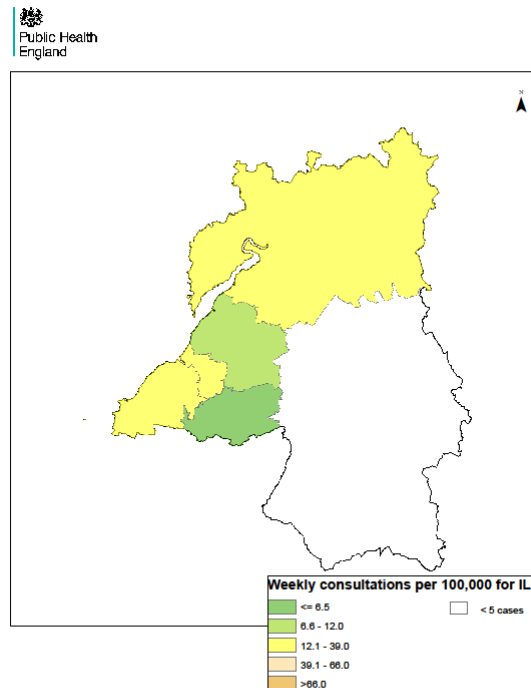 Public Health
England
Weekly consultations per 100,000 for IL
<= 6.5
< 5 cases
6.6 - 12.0
12.1 - 39.0
39.1 - 66.0
>66.0